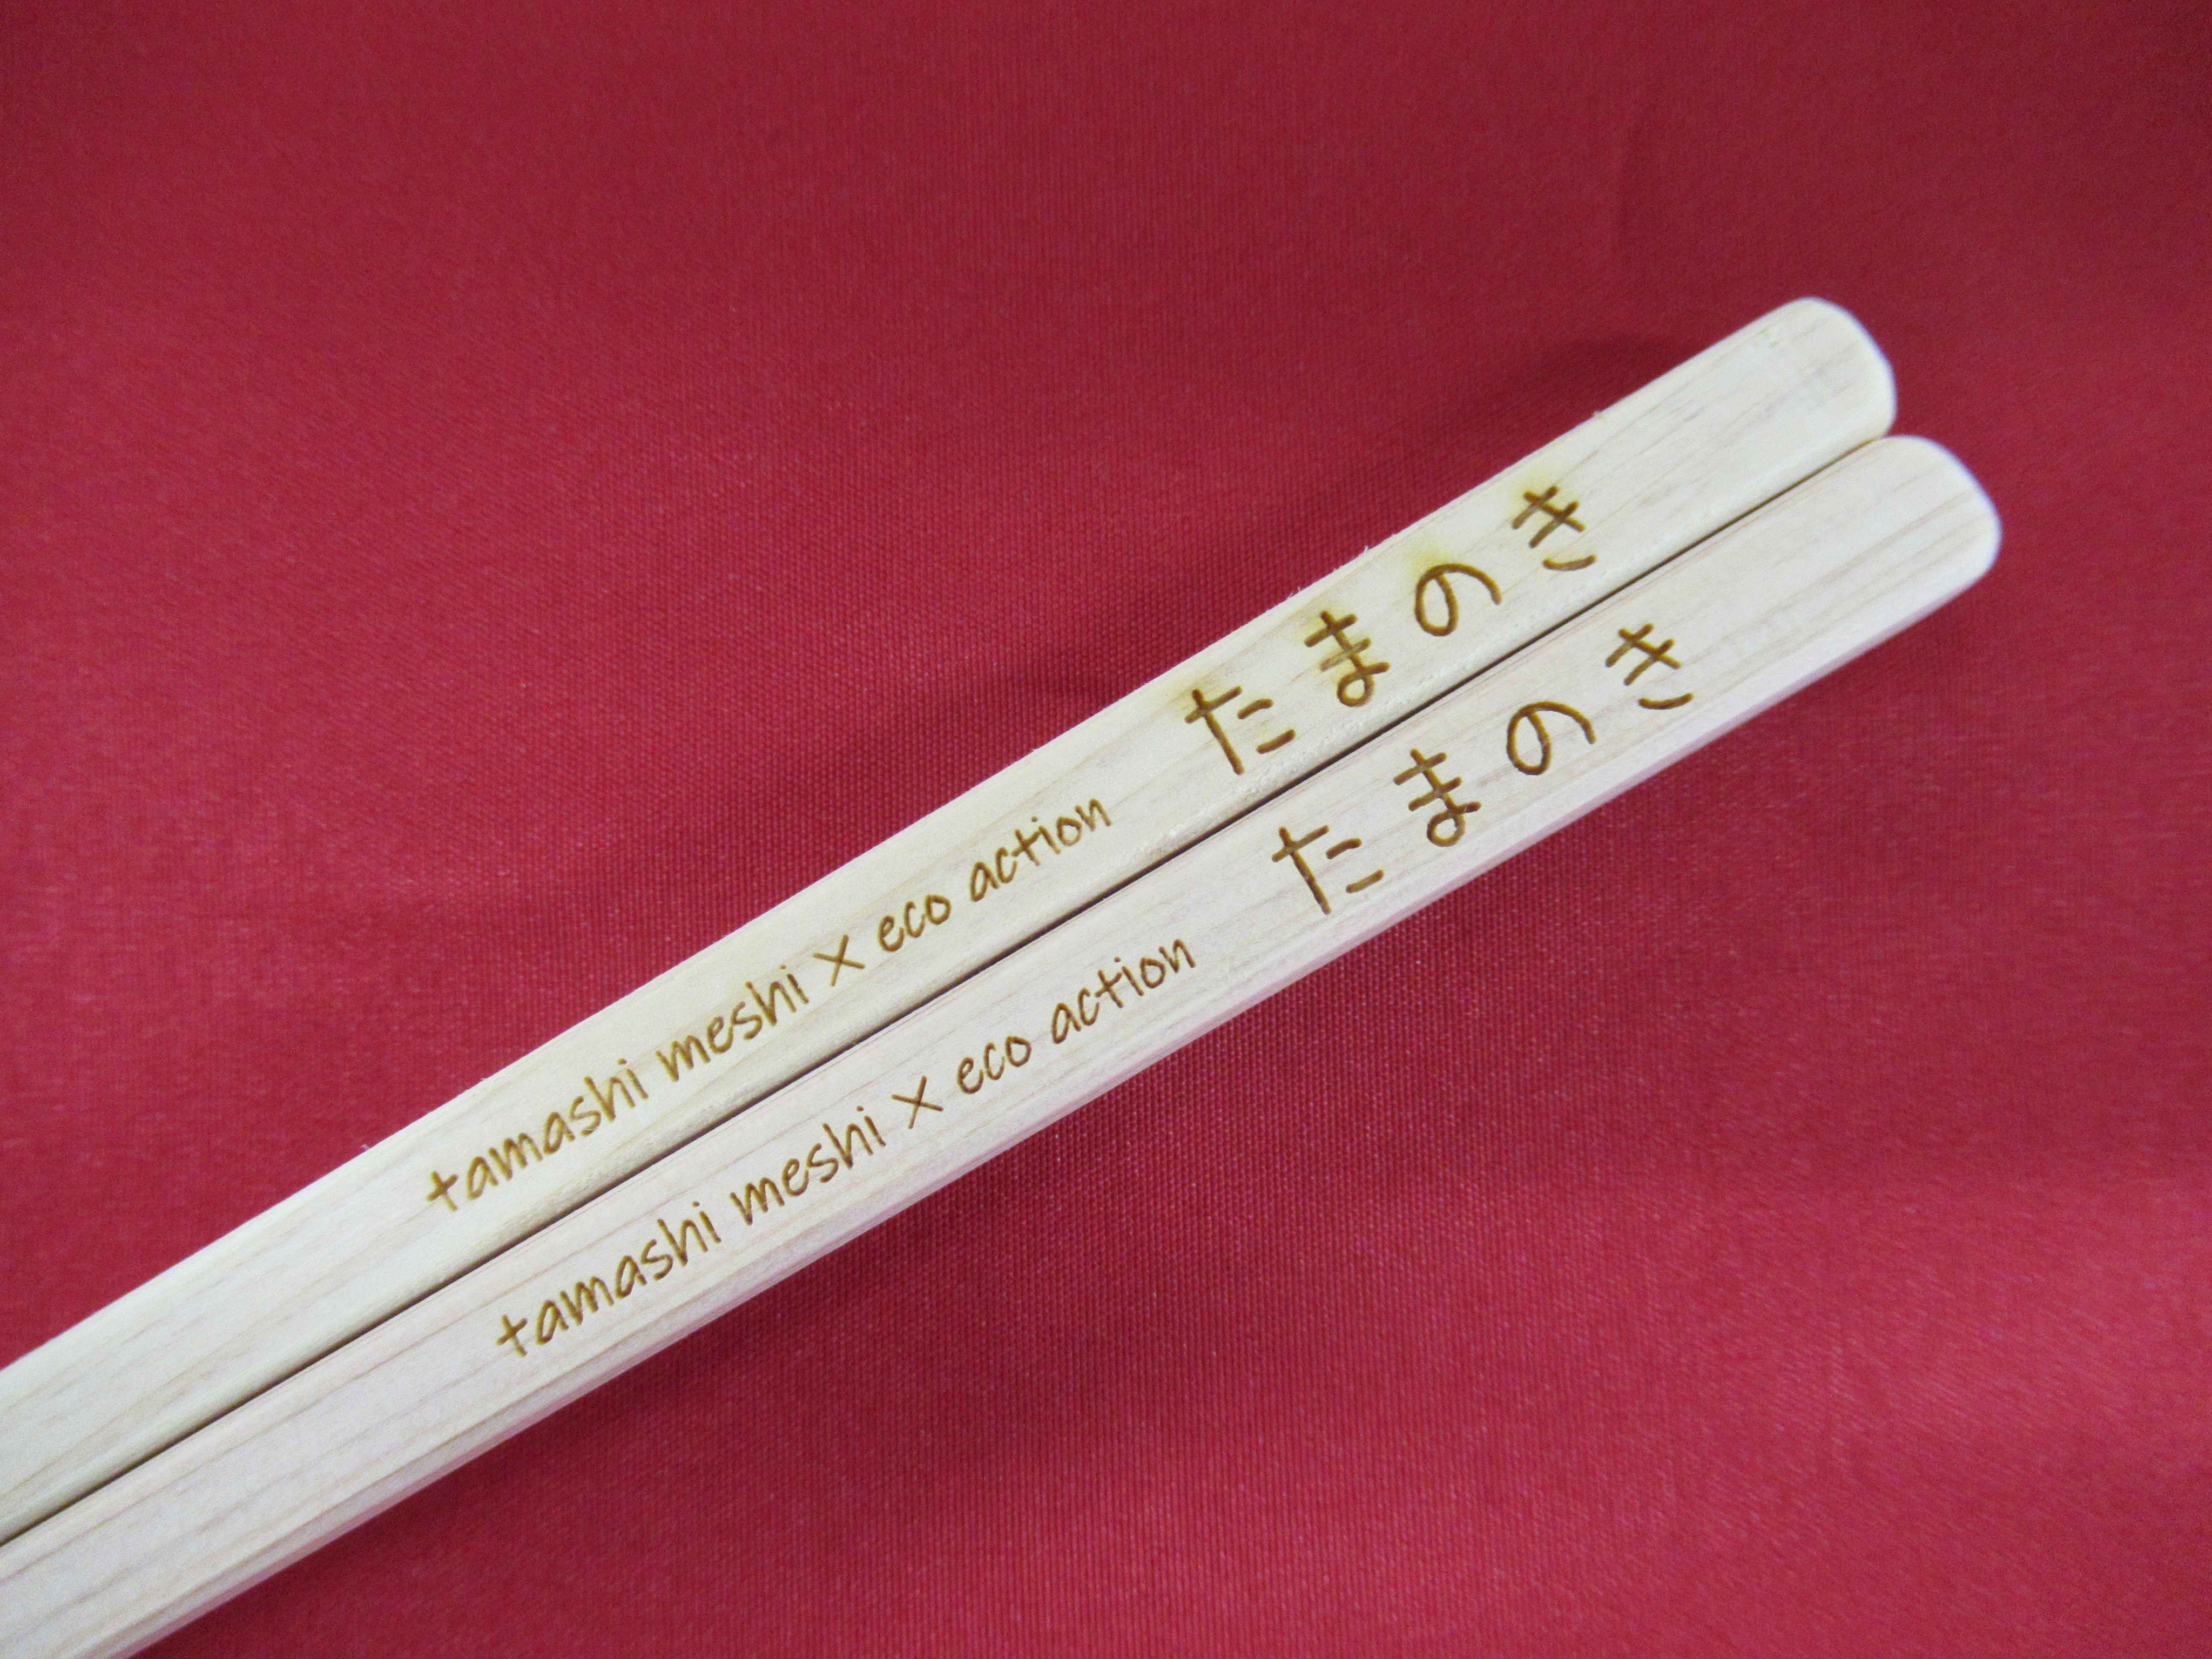 tamashi meshi × eco action たまのき
tamashi meshi × eco action たまのき